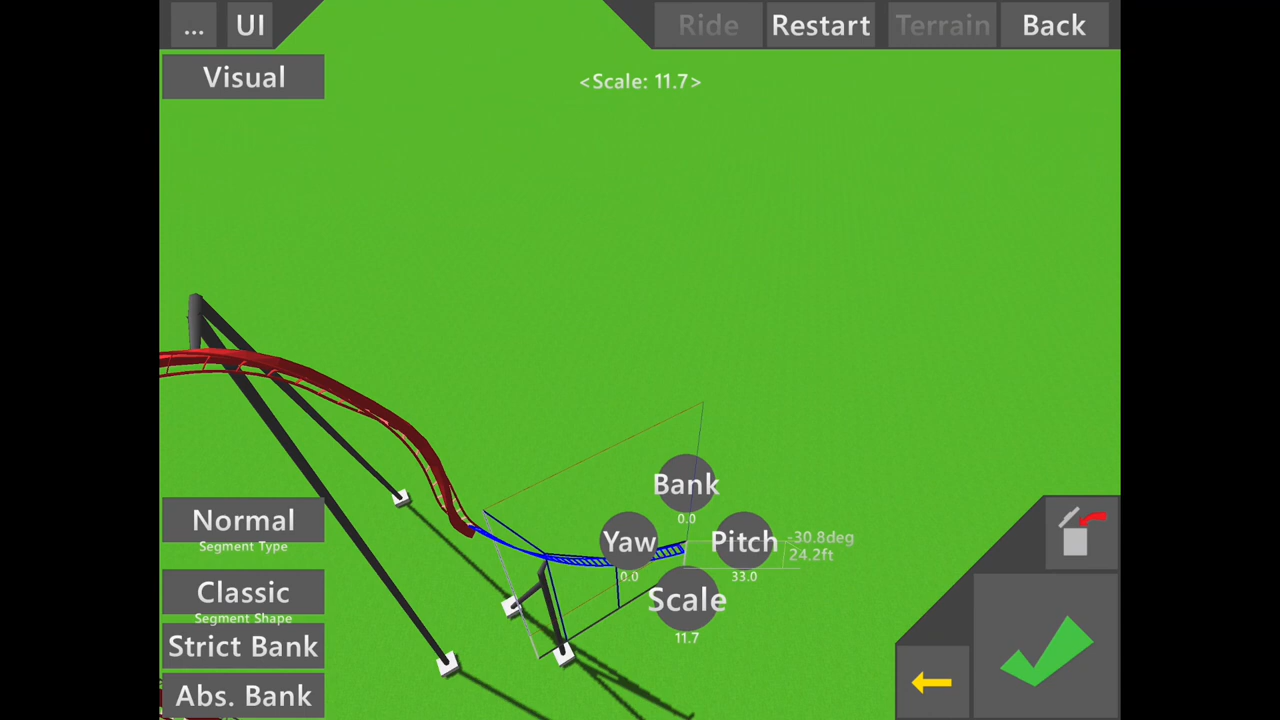 ... UI Ride Restart Terrain Back
Visual
<Scale: 11.7>
Bank
0.0
Yaw
0.0
Pitch
33.0
-30.8deg
24.2ft
Scale
11.7
Normal
Segment Type
Classic
Segment Shape
Strict Bank
Abs. Bank